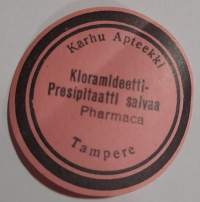 Karhu Apteekki
Kloramideetti-
Presipitaatti salvaa
Pharmaca
Tampere